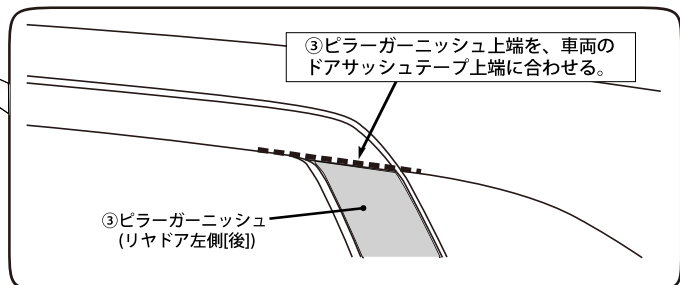 ③ピラーガーニッシュ上端を、車両の
ドアサッシュテープ上端に合わせる。
③ピラーガーニッシュ
(リヤドア左側[後])